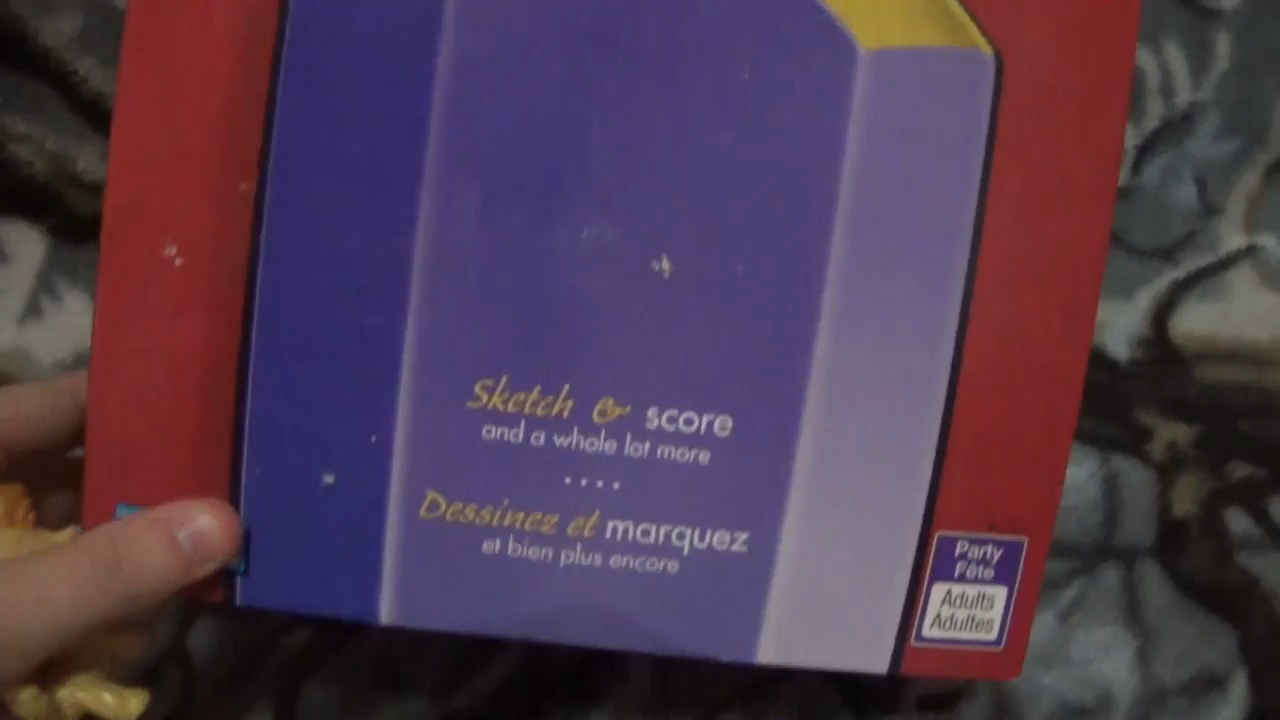 Sketch & score
and a whole lot more
....
Dessinez et marquez
et bien plus encore
Party
Fête
Adults
Adultes